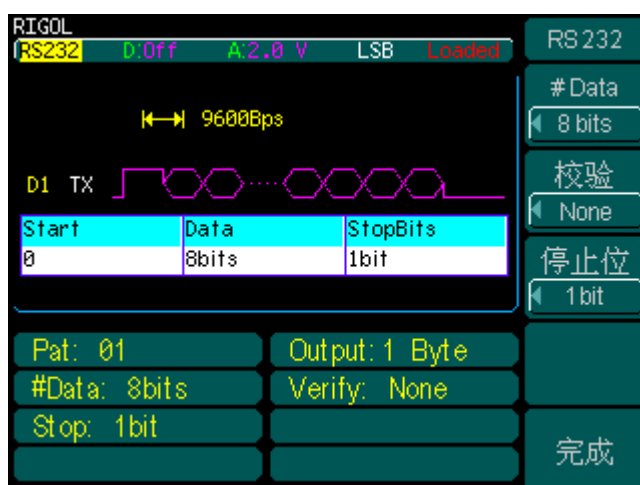 RIGOL
RS232 D:Off A:2.0 V LSB Loaded
9600Bps
D1 TX
Start Data StopBits
0 8bits 1bit
Pat: 01 Output: 1 Byte
#Data: 8bits Verify: None
Stop: 1bit
RS232
#Data
8 bits
校验
None
停止位
1 bit
完成